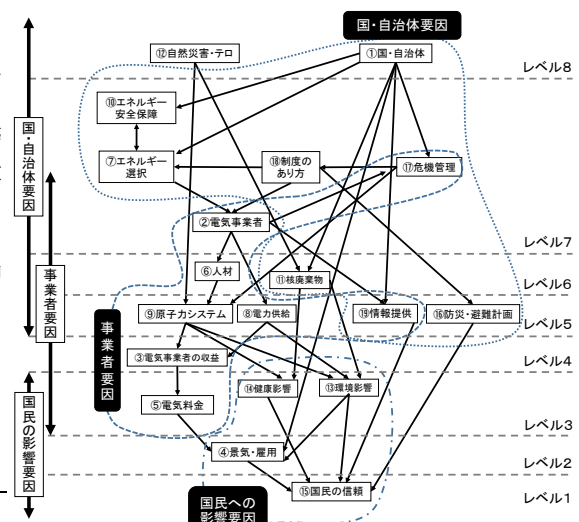 国・自治体要因
⑫自然災害・テロ
①国・自治体
レベル8
⑩エネルギー
安全保障
⑦エネルギー
選択
⑱制度の
あり方
⑰危機管理
国・自治体要因
②電気事業者
レベル7
⑥人材
⑪核廃棄物
レベル6
事業者要因
⑨原子力システム
⑧電力供給
⑲情報提供
⑯防災・避難計画
レベル5
事業者要因
③電気事業者の収益
レベル4
⑭健康影響
⑬環境影響
⑤電気料金
国民の影響要因
レベル3
④景気・雇用
レベル2
⑮国民の信頼
レベル1
国民への
影響要因